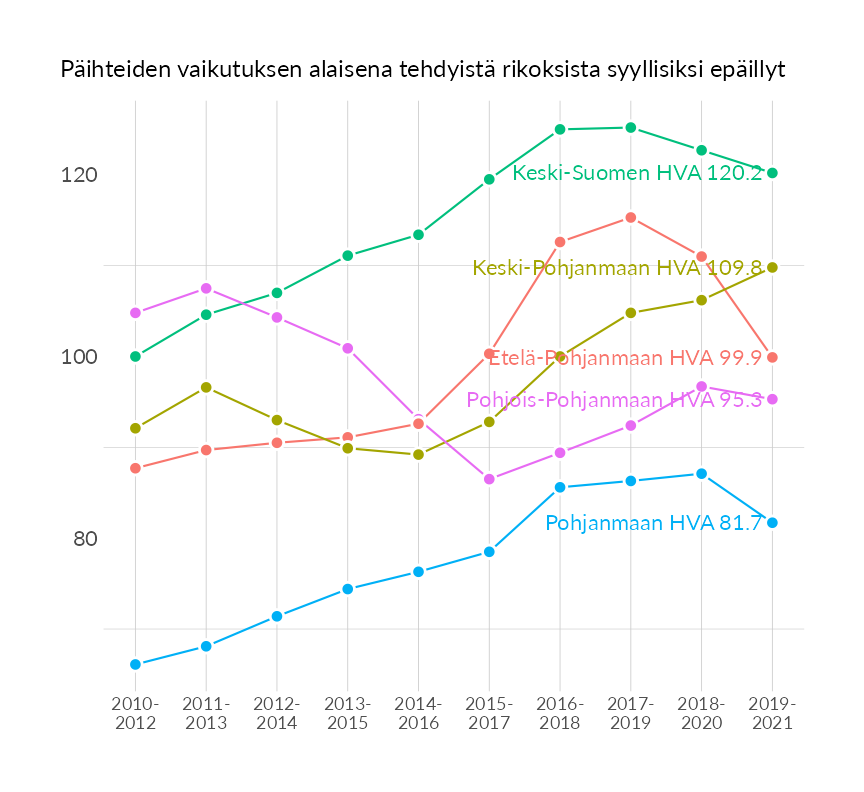 Päihteiden vaikutuksen alaisena tehdyistä rikoksista syyllisiksi epäillyt
120
100
80
Keski-Suomen HVA 120.2
Keski-Pohjanmaan HVA 109.8
Etelä-Pohjanmaan HVA 99.9
Pohjois-Pohjanmaan HVA 95.3
Pohjanmaan HVA 81.7
2010- 2011- 2012- 2013- 2014- 2015- 2016- 2017- 2018- 2019-
2012 2013 2014 2015 2016 2017 2018 2019 2020 2021